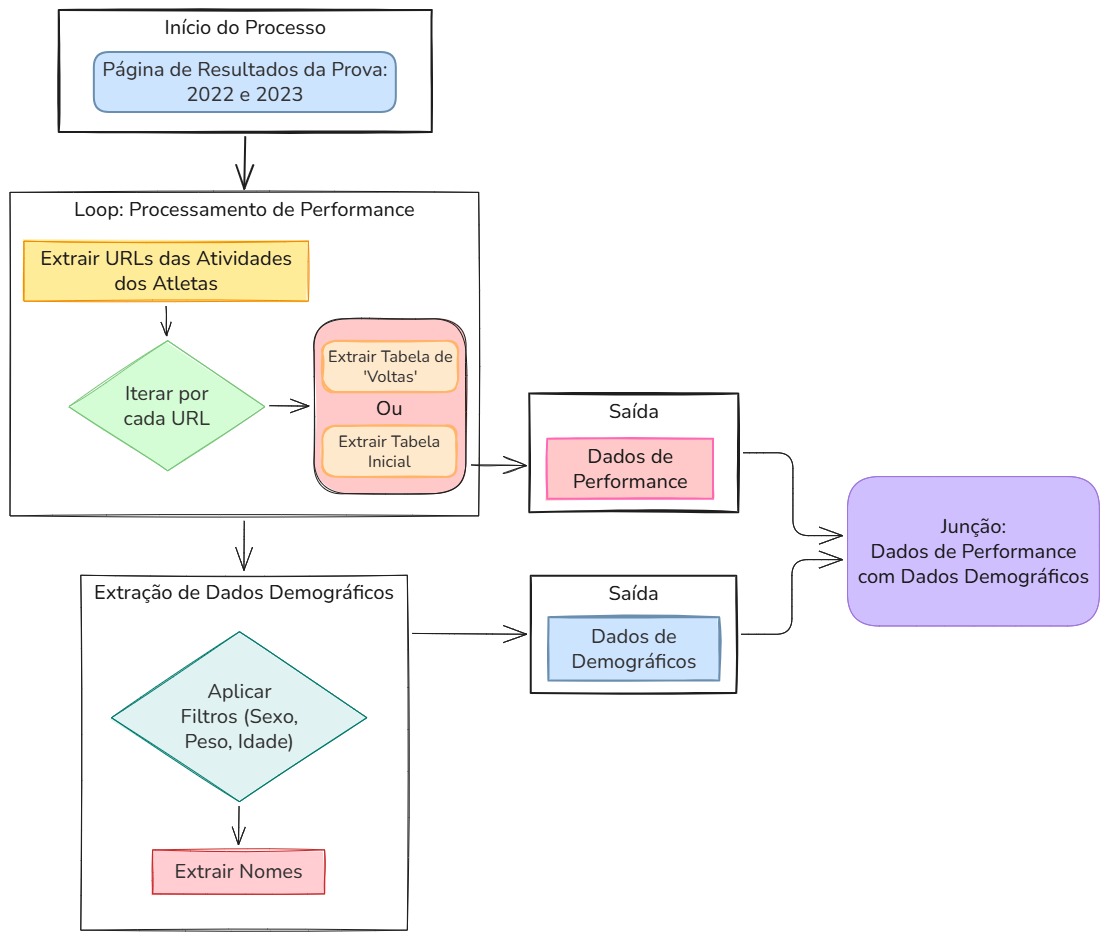 Início do Processo
Página de Resultados da Prova:
2022 e 2023
Loop: Processamento de Performance
Extrair URLs das Atividades
dos Atletas
Iterar por
cada URL
Extrair Tabela de
'Voltas'
Ou
Extrair Tabela
Inicial
Saída
Dados de
Performance
Extração de Dados Demográficos
Aplicar
Filtros (Sexo,
Peso, Idade)
Extrair Nomes
Saída
Dados de
Demográficos
Junção:
Dados de Performance
com Dados Demográficos